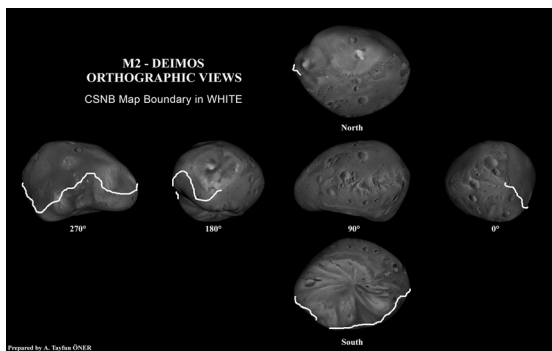 M2 - DEIMOS
ORTHOGRAPHIC VIEWS
CSNB Map Boundary in WHITE
North
270°
180°
90°
0°
South
Prepared by A. Tayfun ÖNER